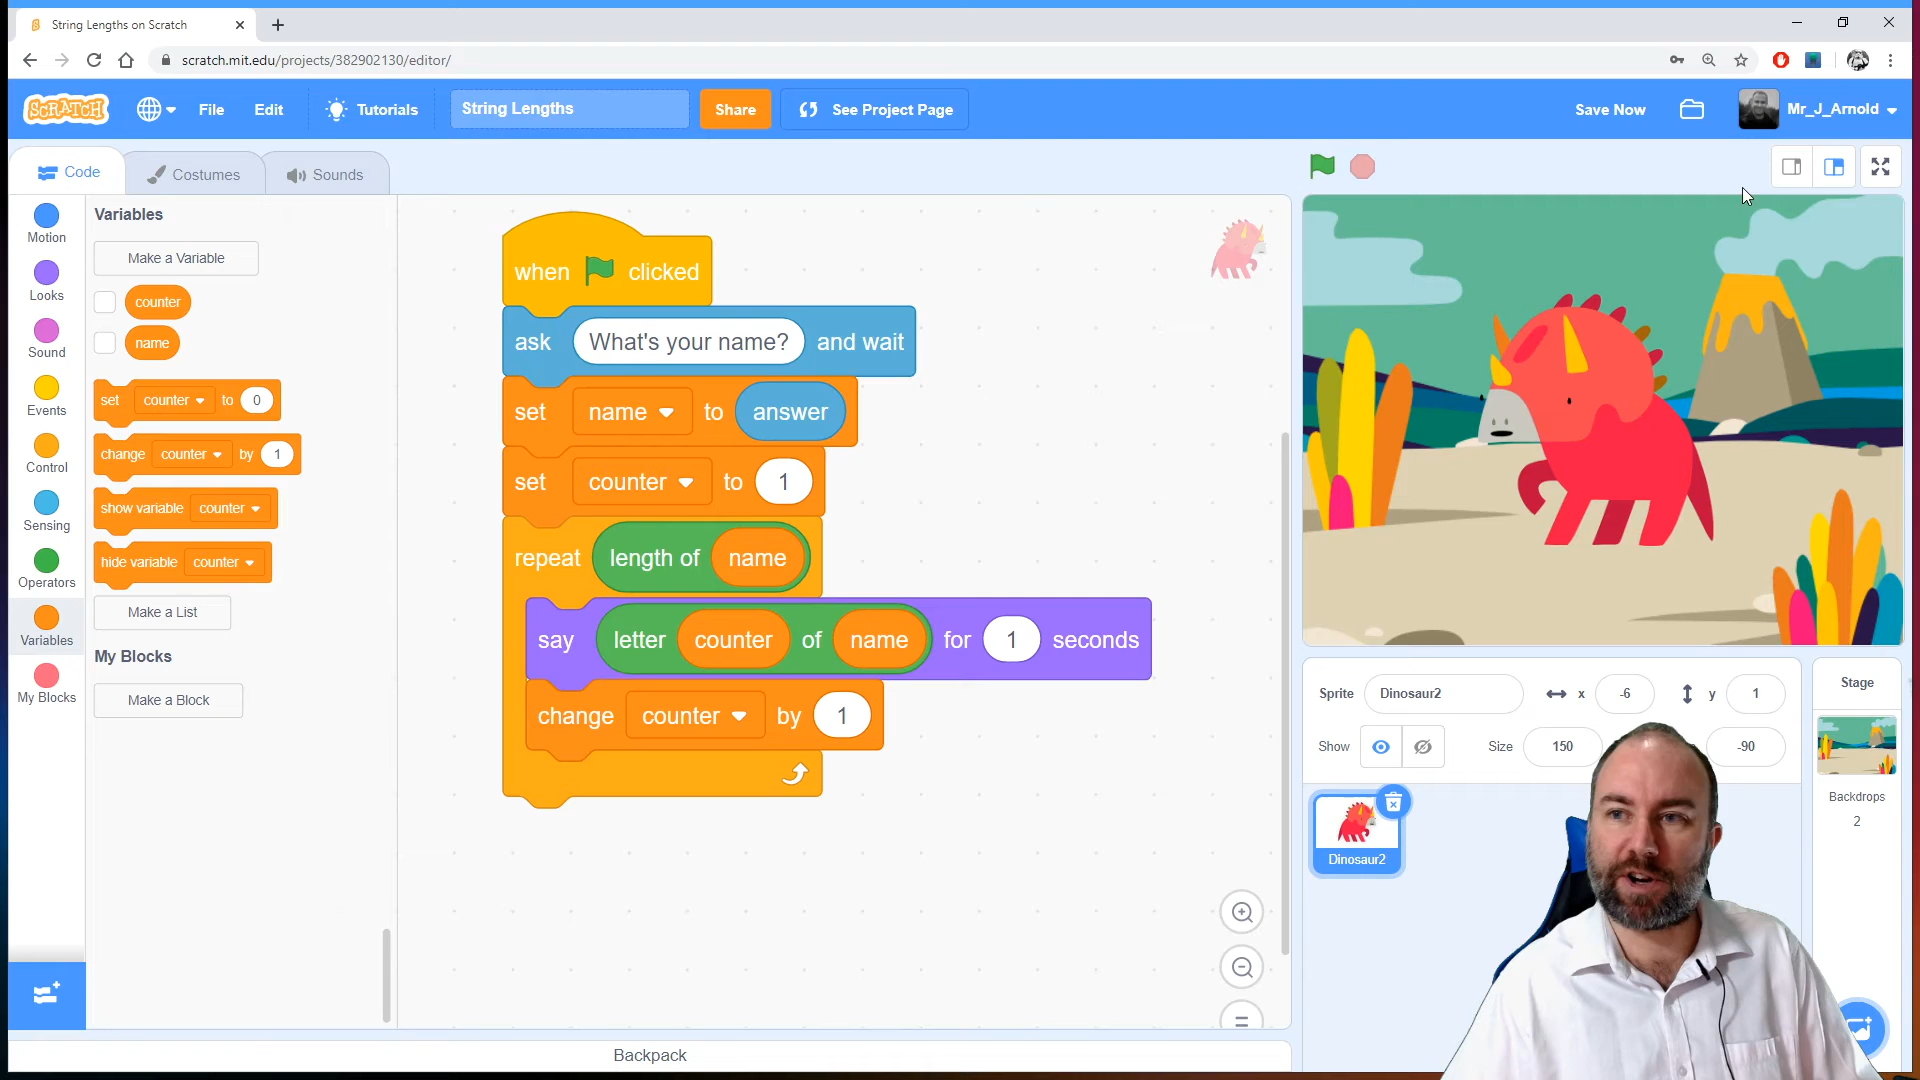 String Lengths on Scratch
scratch.mit.edu/projects/382902130/editor/
SCRATCH File Edit Tutorials String Lengths Share See Project Page Save Now Mr_J_Arnold
Code Costumes Sounds
Motion
Looks
Sound
Events
Control
Sensing
Operators
Variables
My Blocks
Variables
Make a Variable
counter
name
set counter to 0
change counter by 1
show variable counter
hide variable counter
Make a List
My Blocks
Make a Block
when clicked
ask What's your name? and wait
set name to answer
set counter to 1
repeat length of name
say letter counter of name for 1 seconds
change counter by 1
Backpack
Sprite Dinosaur2 x -6 y 1
Show Size 150 -90
Dinosaur2
Stage
Backdrops
2